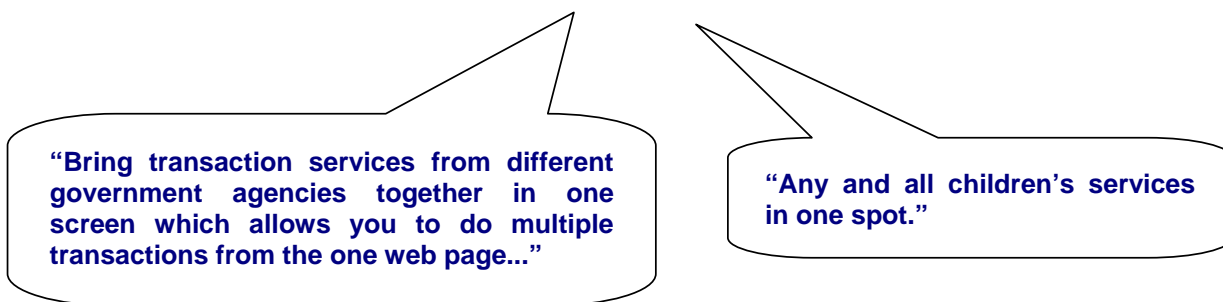 “Bring transaction services from different
government agencies together in one
screen which allows you to do multiple
transactions from the one web page...”
“Any and all children’s services
in one spot.”